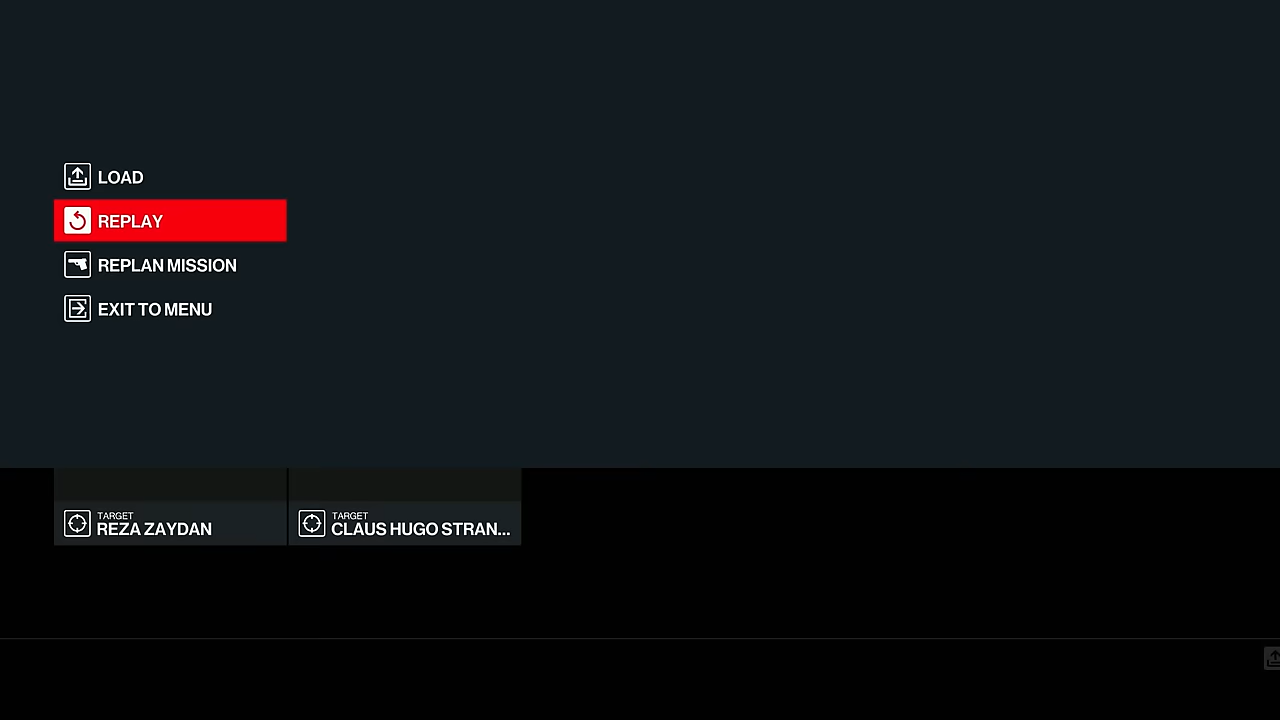 LOAD
REPLAY
REPLAN MISSION
EXIT TO MENU
TARGET
REZA ZAYDAN
TARGET
CLAUS HUGO STRAN...